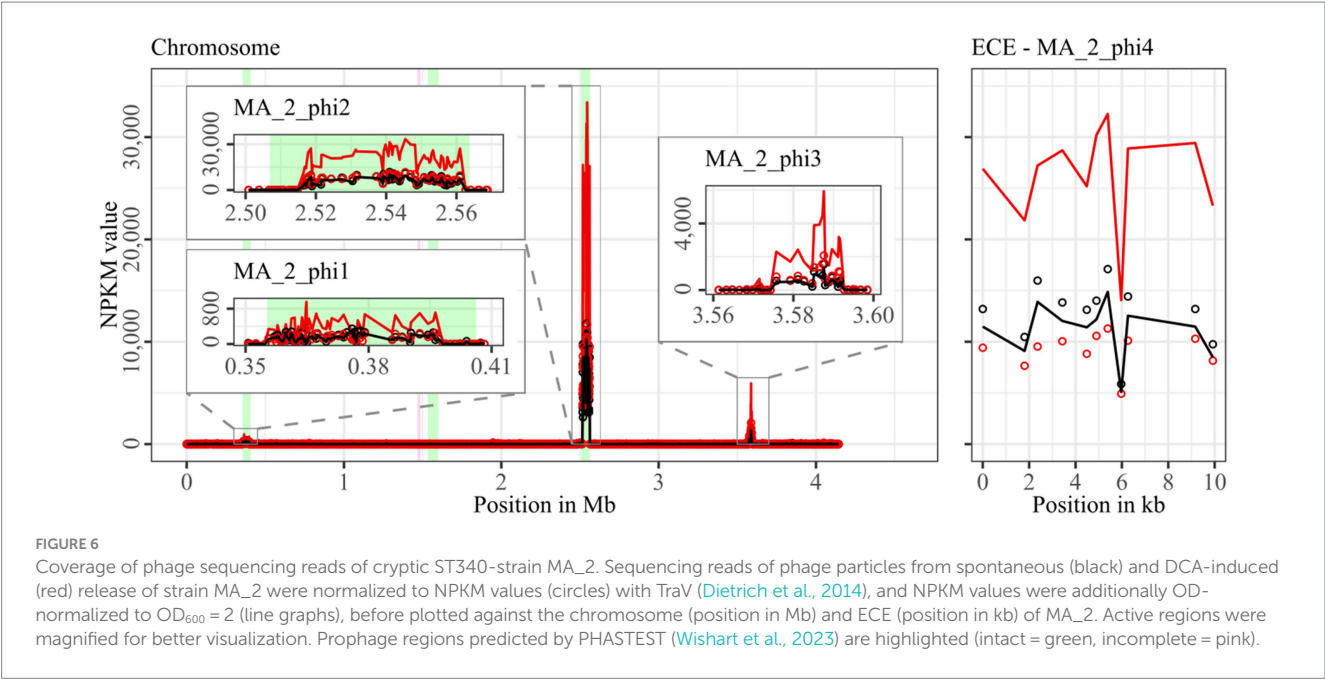 Chromosome
ECE - MA_2_phi4
NPKM value
30,000
20,000
10,000
0
MA_2_phi2
30,000
0
2.50 2.52 2.54 2.56
MA_2_phi1
800
0
0.35 0.38 0.41
MA_2_phi3
4,000
0
3.56 3.58 3.60
0 1 2 3 4
Position in Mb
0 2 4 6 8 10
Position in kb
FIGURE 6
Coverage of phage sequencing reads of cryptic ST340-strain MA_2. Sequencing reads of phage particles from spontaneous (black) and DCA-induced
(red) release of strain MA_2 were normalized to NPKM values (circles) with TraV (Dietrich et al., 2014), and NPKM values were additionally OD-
normalized to OD600 = 2 (line graphs), before plotted against the chromosome (position in Mb) and ECE (position in kb) of MA_2. Active regions were
magnified for better visualization. Prophage regions predicted by PHASTEST (Wishart et al., 2023) are highlighted (intact = green, incomplete = pink).